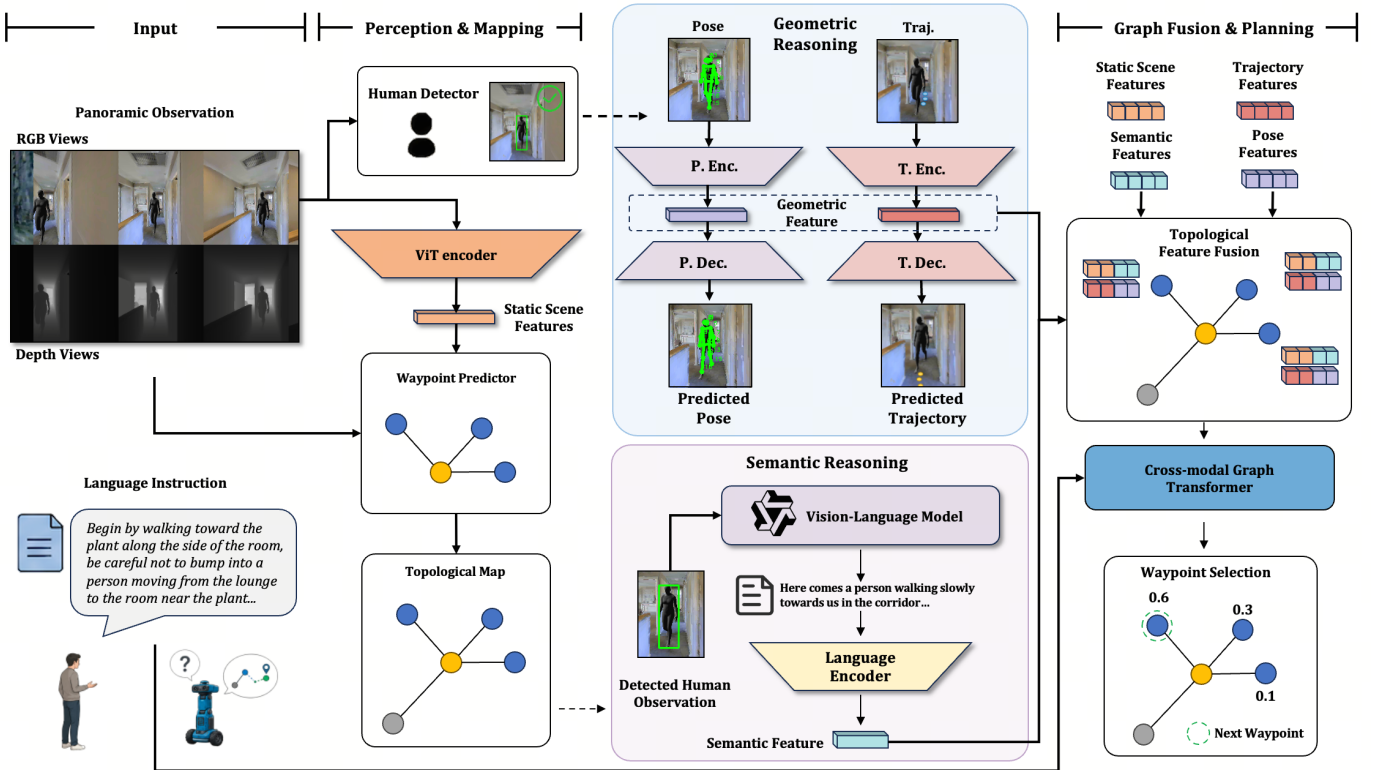 Input
Perception & Mapping
Geometric
Reasoning
Graph Fusion & Planning
Panoramic Observation
RGB Views
Depth Views
Language Instruction
Begin by walking toward the
plant along the side of the room,
be careful not to bump into a
person moving from the lounge
to the room near the plant...
?
Human Detector
ViT encoder
Static Scene
Features
Waypoint Predictor
Topological Map
Pose
Traj.
P. Enc.
T. Enc.
Geometric
Feature
P. Dec.
T. Dec.
Predicted
Pose
Predicted
Trajectory
Semantic Reasoning
Vision-Language Model
Here comes a person walking slowly
towards us in the corridor...
Language
Encoder
Detected Human
Observation
Semantic Feature
Static Scene
Features
Trajectory
Features
Semantic
Features
Pose
Features
Topological
Feature Fusion
Cross-modal Graph
Transformer
Waypoint Selection
0.6
0.3
0.1
Next Waypoint